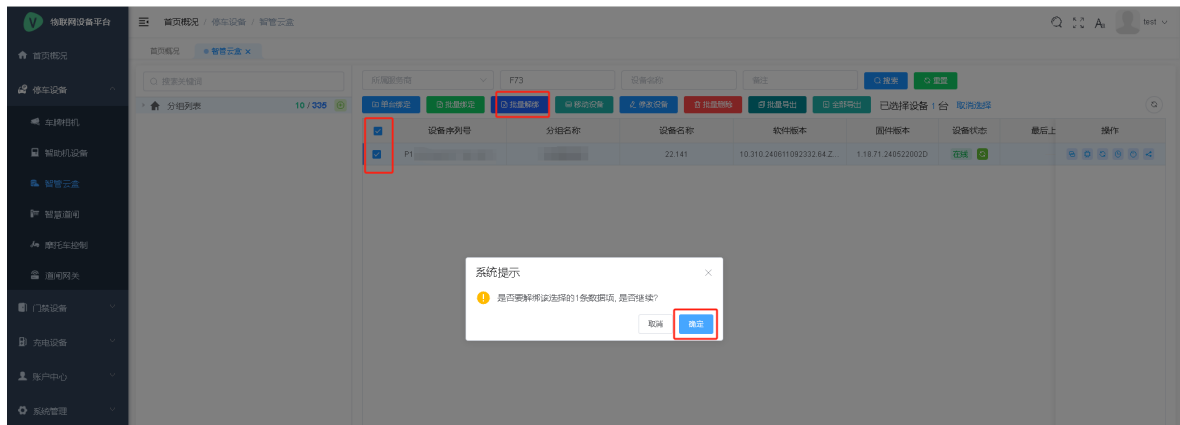 物联网设备平台
首页概况 / 停车设备 / 智管云盒
test
首页概况
智管云盒 ×
首页概况
停车设备
车牌相机
智助机设备
智管云盒
智慧道闸
摩托车控制
道闸网关
门禁设备
充电设备
账户中心
系统管理
搜索关键词
分组列表 10 / 335
所属服务商 F73 设备名称 备注 搜索 重置
单台绑定 批量绑定 批量解绑 移动设备 修改设备 批量删除 批量导出 全部导出 已选择设备 1 台 取消选择
设备序列号 分组名称 设备名称 软件版本 固件版本 设备状态 最后上 操作
P1 22.141 10.310.240611092332.64.Z... 1.18.71.240522002D 在线
系统提示
是否要解绑该选择的1条数据项, 是否继续?
取消 确定